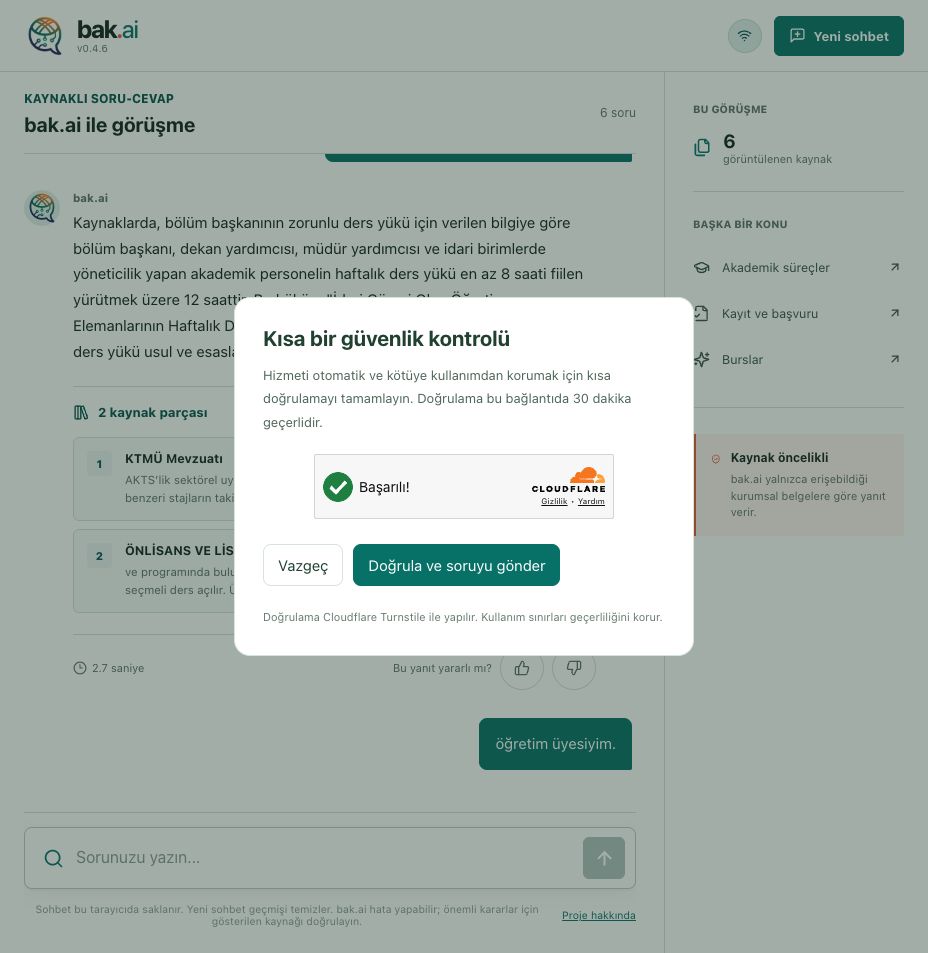 bak.ai
v0.4.6
Yeni sohbet
KAYNAKLI SORU-CEVAP
bak.ai ile görüşme
6 soru
bak.ai
Kaynaklarda, bölüm başkanının zorunlu ders yükü için verilen bilgiye göre
bölüm başkanı, dekan yardımcısı, müdür yardımcısı ve idari birimlerde
yöneticilik yapan akademik personelin haftalık ders yükü en az 8 saati fiilen
yürütmek üzere 12 saattir.
Elemanlarının Haftalık D
ders yükü usul ve esasla
2 kaynak parçası
1
KTMÜ Mevzuatı
AKTS'lik sektörel uy
benzeri stajların taki
2
ÖNLİSANS VE LİS
ve programında bulu
seçmeli ders açılır.
2.7 saniye
Bu yanıt yararlı mı?
öğretim üyesiyim.
Sorunuzu yazın...
Sohbet bu tarayıcıda saklanır. Yeni sohbet geçmişi temizler. bak.ai hata yapabilir; önemli kararlar için
gösterilen kaynağı doğrulayın.
Proje hakkında
Kısa bir güvenlik kontrolü
Hizmeti otomatik ve kötüye kullanımdan korumak için kısa
doğrulamayı tamamlayın. Doğrulama bu bağlantıda 30 dakika
geçerlidir.
Başarılı!
CLOUDFLARE
Gizlilik • Yardım
Vazgeç
Doğrula ve soruyu gönder
Doğrulama Cloudflare Turnstile ile yapılır. Kullanım sınırları geçerliliğini korur.
BU GÖRÜŞME
6
görüntülenen kaynak
BAŞKA BİR KONU
Akademik süreçler
Kayıt ve başvuru
Burslar
Kaynak öncelikli
bak.ai yalnızca erişebildiği
kurumsal belgelere göre yanıt
verir.